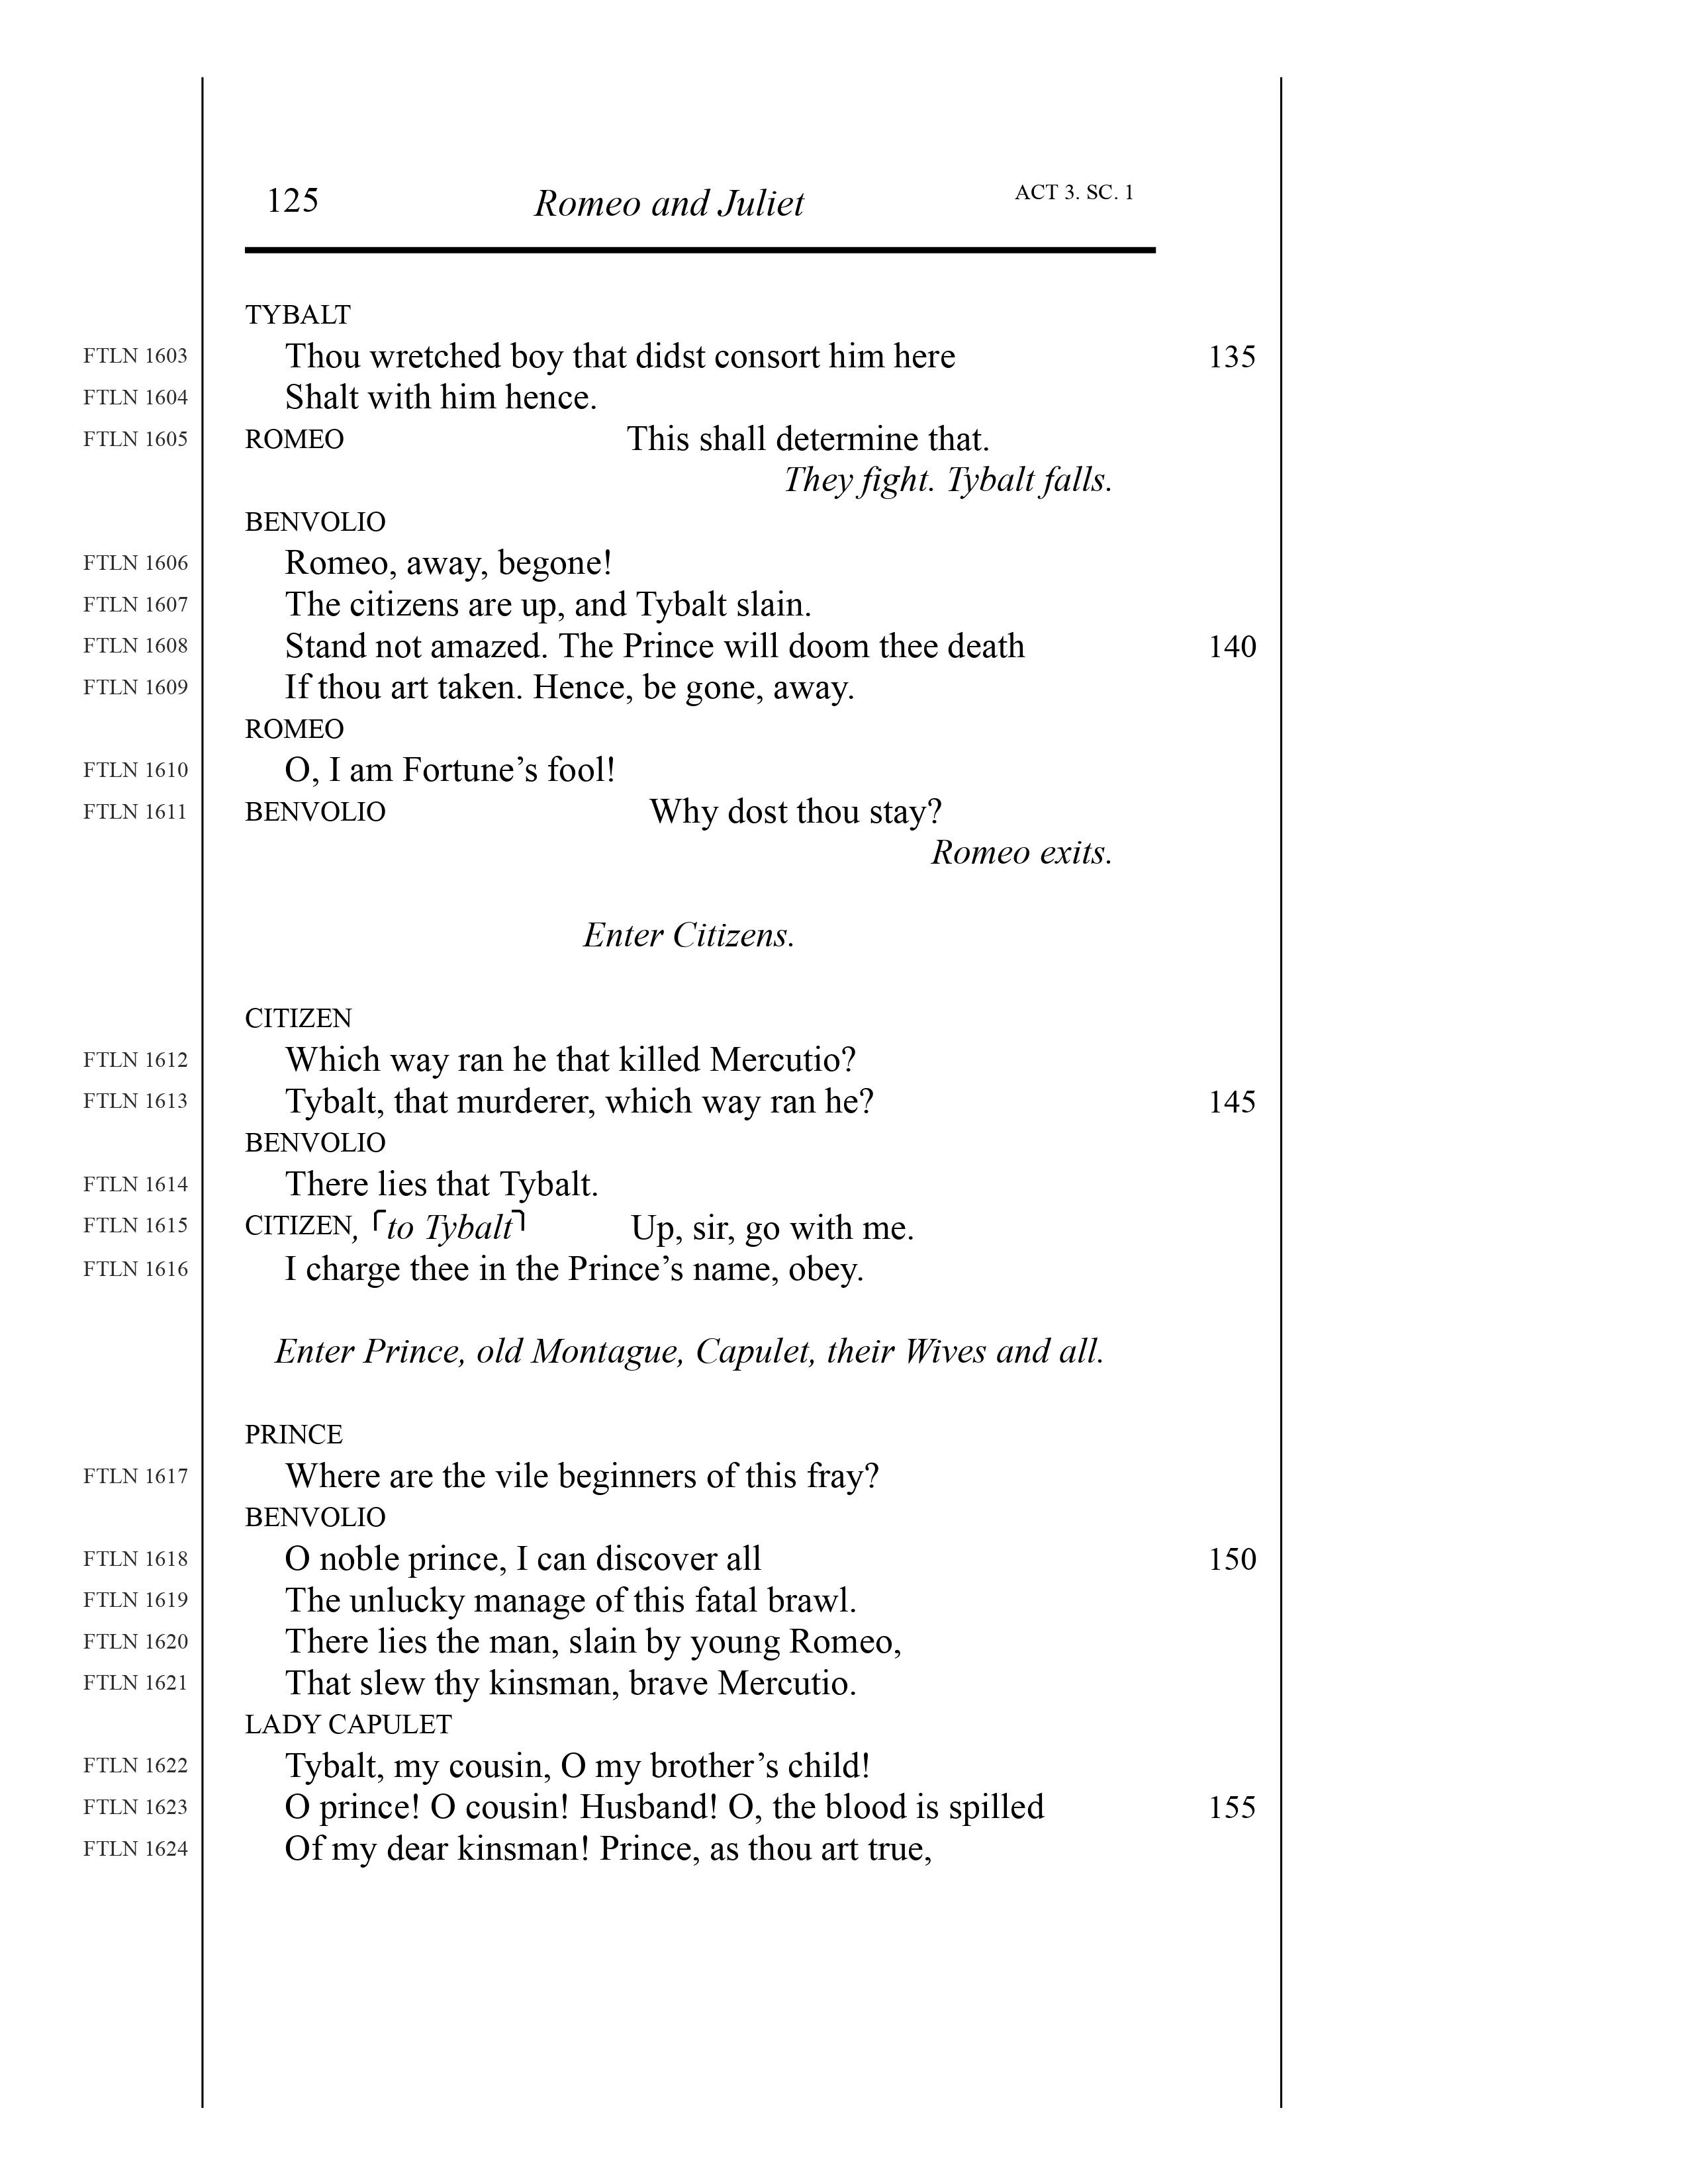 125 Romeo and Juliet ACT 3. SC. 1
TYBALT
FTLN 1603 Thou wretched boy that didst consort him here 135
FTLN 1604 Shalt with him hence.
FTLN 1605 ROMEO This shall determine that.
They fight. Tybalt falls.
BENVOLIO
FTLN 1606 Romeo, away, begone!
FTLN 1607 The citizens are up, and Tybalt slain.
FTLN 1608 Stand not amazed. The Prince will doom thee death 140
FTLN 1609 If thou art taken. Hence, be gone, away.
ROMEO
FTLN 1610 O, I am Fortune’s fool!
FTLN 1611 BENVOLIO Why dost thou stay?
Romeo exits.
Enter Citizens.
CITIZEN
FTLN 1612 Which way ran he that killed Mercutio?
FTLN 1613 Tybalt, that murderer, which way ran he? 145
BENVOLIO
FTLN 1614 There lies that Tybalt.
FTLN 1615 CITIZEN, ⌜to Tybalt⌝ Up, sir, go with me.
FTLN 1616 I charge thee in the Prince’s name, obey.
Enter Prince, old Montague, Capulet, their Wives and all.
PRINCE
FTLN 1617 Where are the vile beginners of this fray?
BENVOLIO
FTLN 1618 O noble prince, I can discover all 150
FTLN 1619 The unlucky manage of this fatal brawl.
FTLN 1620 There lies the man, slain by young Romeo,
FTLN 1621 That slew thy kinsman, brave Mercutio.
LADY CAPULET
FTLN 1622 Tybalt, my cousin, O my brother’s child!
FTLN 1623 O prince! O cousin! Husband! O, the blood is spilled 155
FTLN 1624 Of my dear kinsman! Prince, as thou art true,